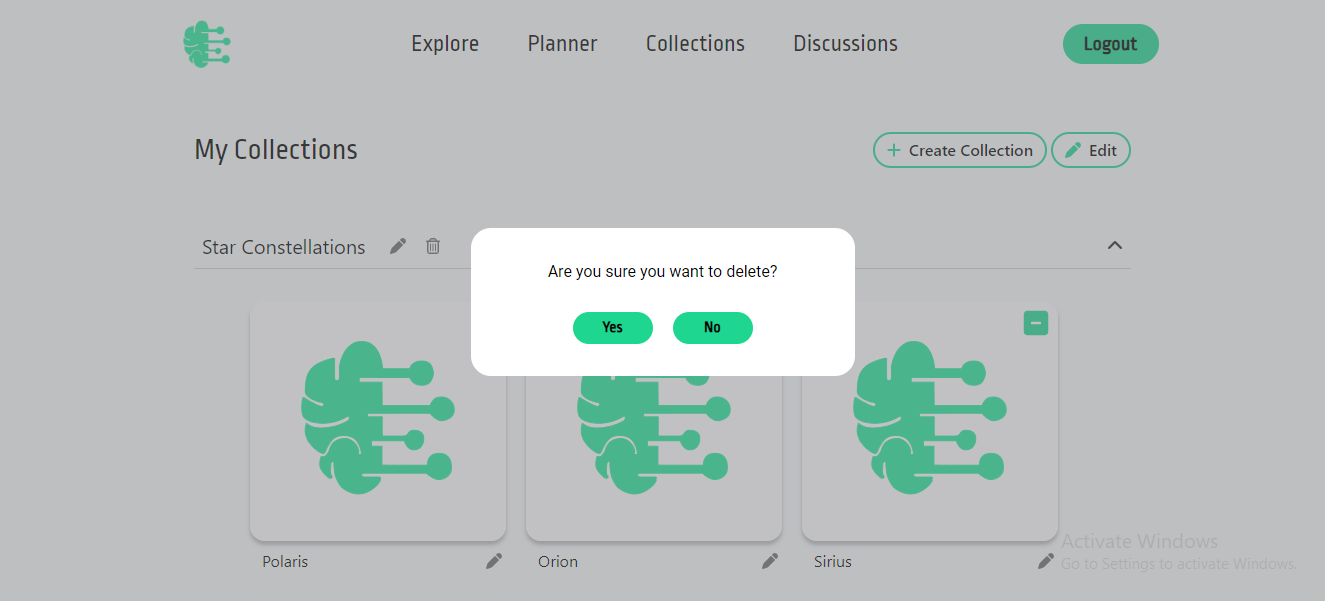 Explore Planner Collections Discussions Logout
My Collections Create Collection Edit
Star Constellations
Are you sure you want to delete?
Yes No
Polaris Orion Sirius
Activate Windows
Go to Settings to activate Windows.